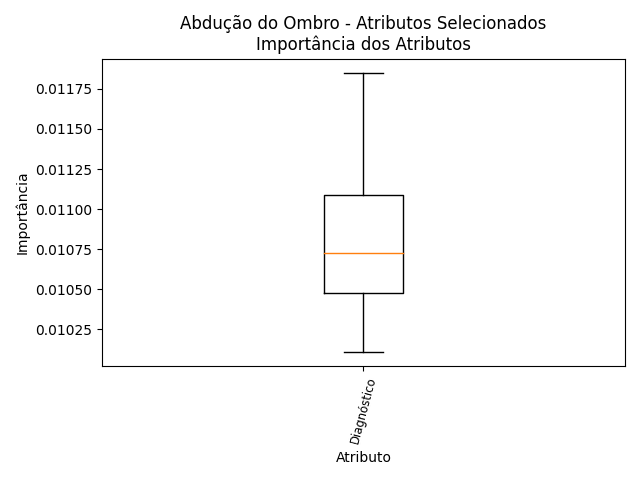 Abdução do Ombro - Atributos Selecionados
Importância dos Atributos
Importância
0.01175
0.01150
0.01125
0.01100
0.01075
0.01050
0.01025
Diagnóstico
Atributo